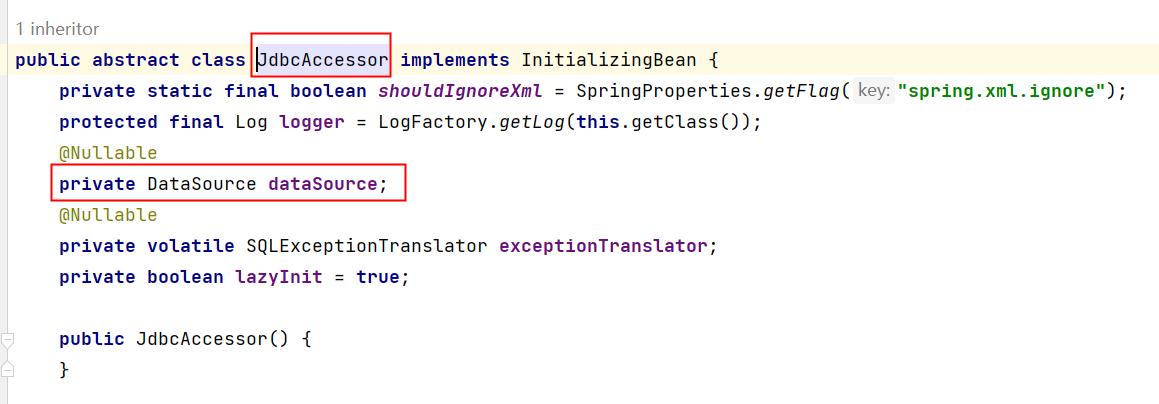 1 inheritor
public abstract class JdbcAccessor implements InitializingBean {
private static final boolean shouldIgnoreXml = SpringProperties.getFlag( key: "spring.xml.ignore");
protected final Log logger = LogFactory.getLog(this.getClass());
@Nullable
private DataSource dataSource;
@Nullable
private volatile SQLExceptionTranslator exceptionTranslator;
private boolean lazyInit = true;
public JdbcAccessor() {
}